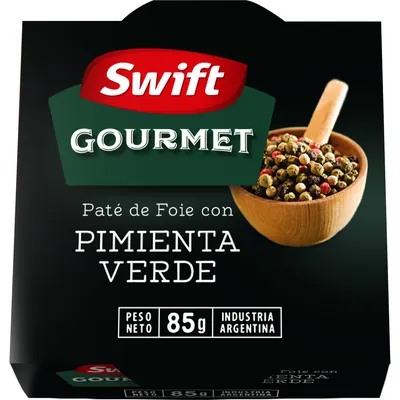 Swift
GOURMET
Paté de Foie con
PIMIENTA
VERDE
PESO NETO 85g INDUSTRIA ARGENTINA
Swift
GOURMET
Foie con
IENTA
VERDE
PESO NETO 85g INDUSTRIA ARGENTINA